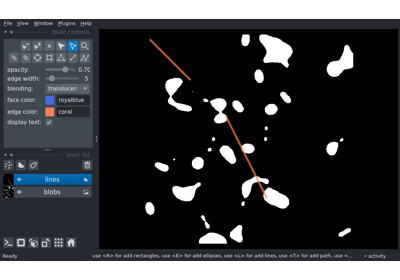 File View Window Plugins Help
layer controls
opacity: 0.70
edge width: 5
blending: translucen
face color: royalblue
edge color: coral
display text:
layer list
lines
blobs
Ready use <R> for add rectangles, use <E> for add ellipses, use <L> for add lines, use <T> for add path, use <... activity